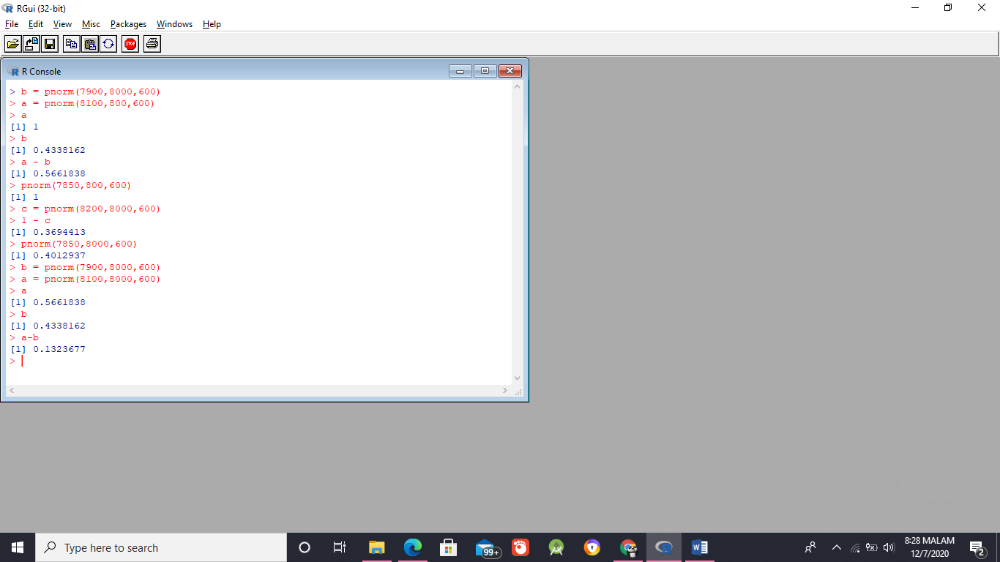 RGui (32-bit)
File Edit View Misc Packages Windows Help
STOP
R Console
> b = pnorm(7900,8000,600)
> a = pnorm(8100,800,600)
> a
[1] 1
> b
[1] 0.4338162
> a - b
[1] 0.5661838
> pnorm(7850,800,600)
[1] 1
> c = pnorm(8200,8000,600)
> 1 - c
[1] 0.3694413
> pnorm(7850,8000,600)
[1] 0.4012937
> b = pnorm(7900,8000,600)
> a = pnorm(8100,8000,600)
> a
[1] 0.5661838
> b
[1] 0.4338162
> a-b
[1] 0.1323677
>
Type here to search
99+
8:28 MALAM
12/7/2020
2